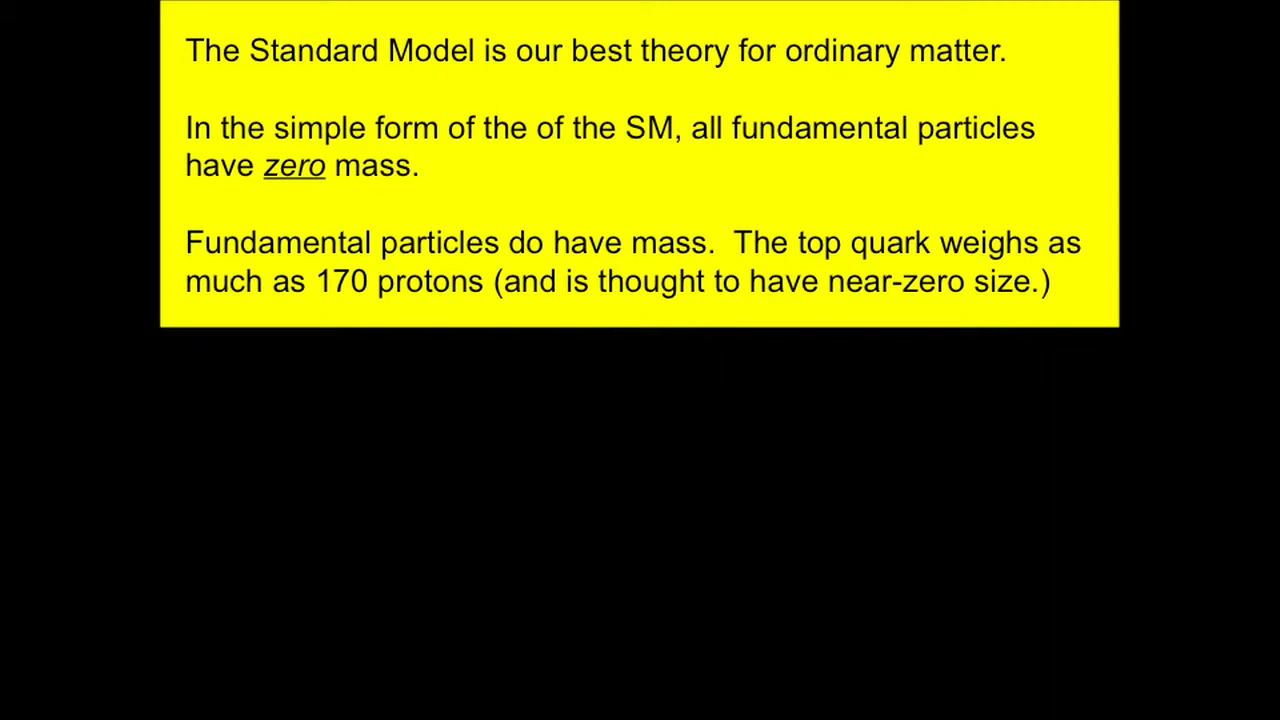 The Standard Model is our best theory for ordinary matter.
In the simple form of the of the SM, all fundamental particles
have zero mass.
Fundamental particles do have mass.  The top quark weighs as
much as 170 protons (and is thought to have near-zero size.)